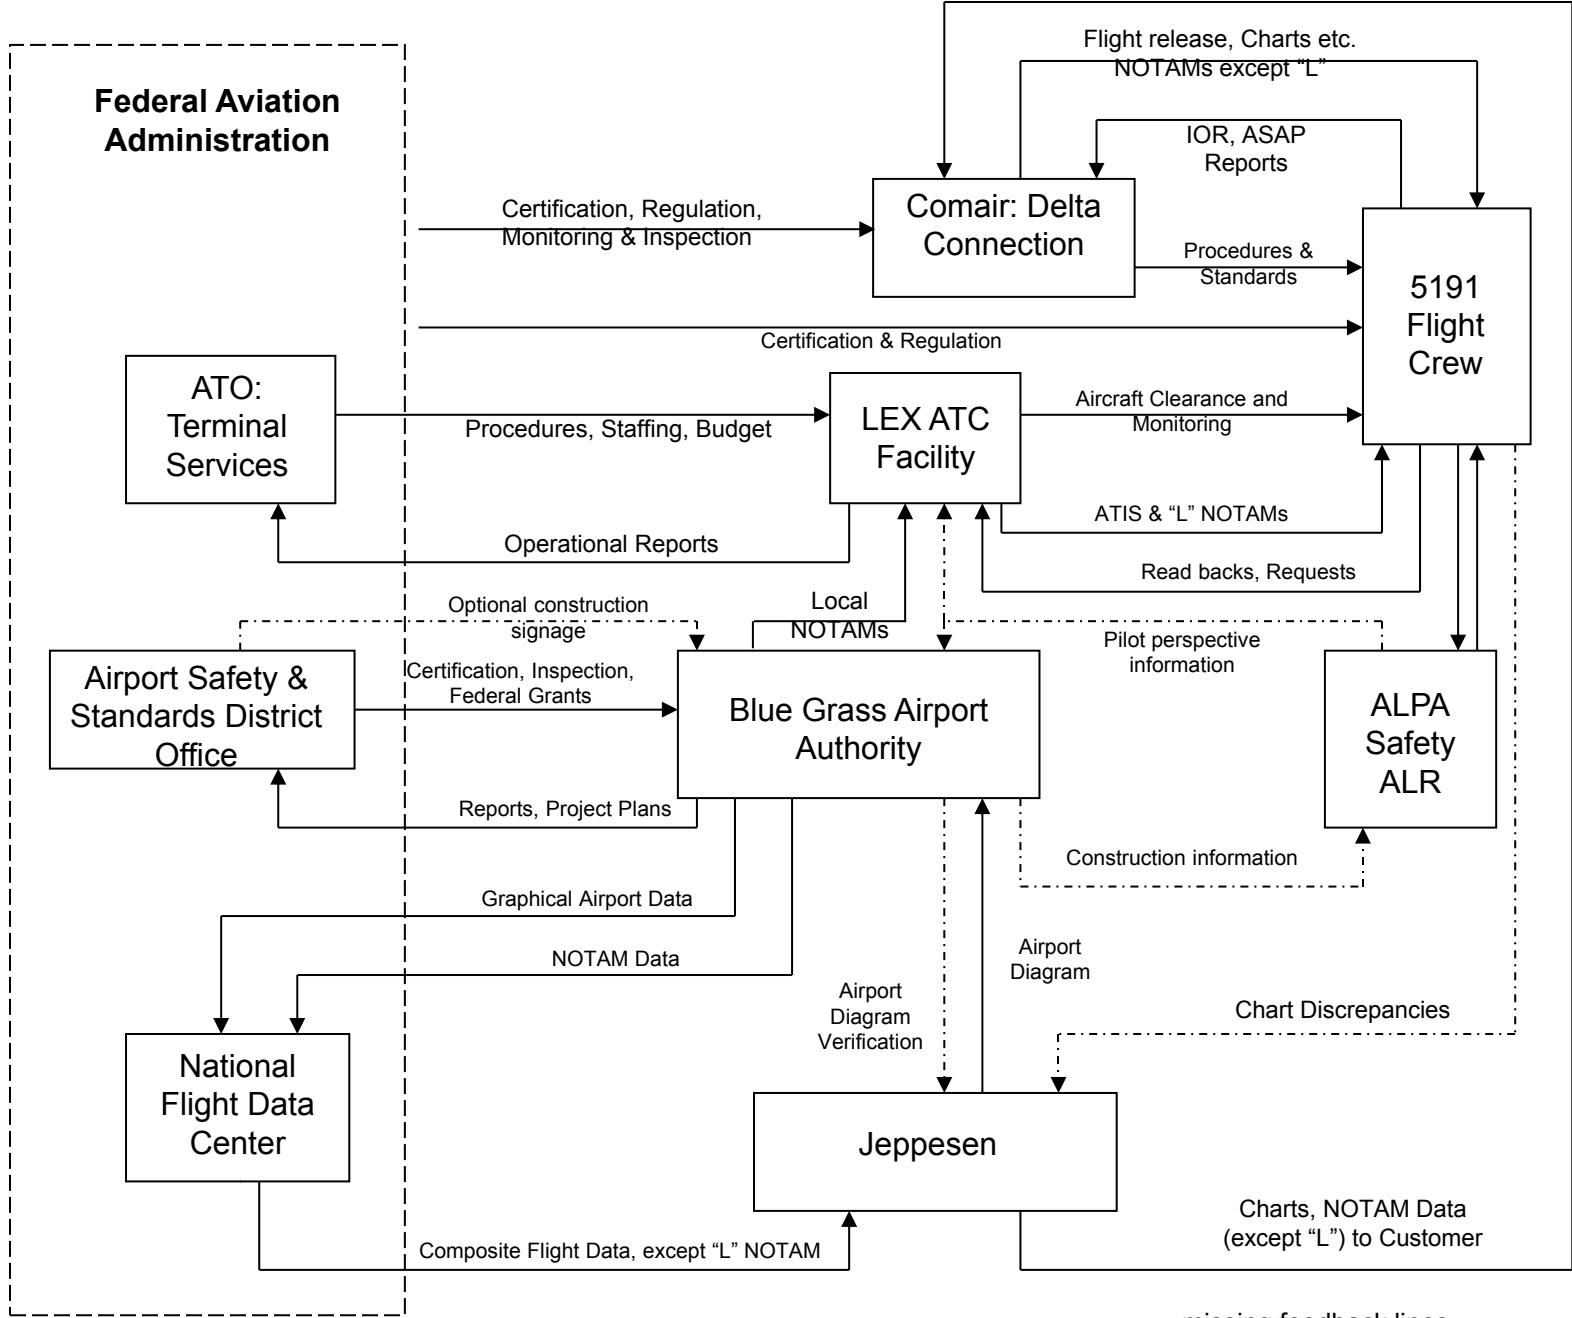 Flight release, Charts etc.
NOTAMs except “L”
Federal Aviation
Administration
IOR, ASAP
Reports
Certification, Regulation,
Monitoring & Inspection
Comair: Delta
Connection
Procedures &
Standards
5191
Flight
Crew
Certification & Regulation
ATO:
Terminal
Services
Procedures, Staffing, Budget
LEX ATC
Facility
Aircraft Clearance and
Monitoring
ATIS & “L” NOTAMs
Operational Reports
Read backs, Requests
Optional construction
signage
Local
NOTAMs
Pilot perspective
information
Airport Safety &
Standards District
Office
Certification, Inspection,
Federal Grants
Blue Grass Airport
Authority
ALPA
Safety
ALR
Reports, Project Plans
Construction information
Graphical Airport Data
NOTAM Data
Airport
Diagram
Airport
Diagram
Verification
Chart Discrepancies
National
Flight Data
Center
Jeppesen
Composite Flight Data, except “L” NOTAM
Charts, NOTAM Data
(except “L”) to Customer
missing feedback lines